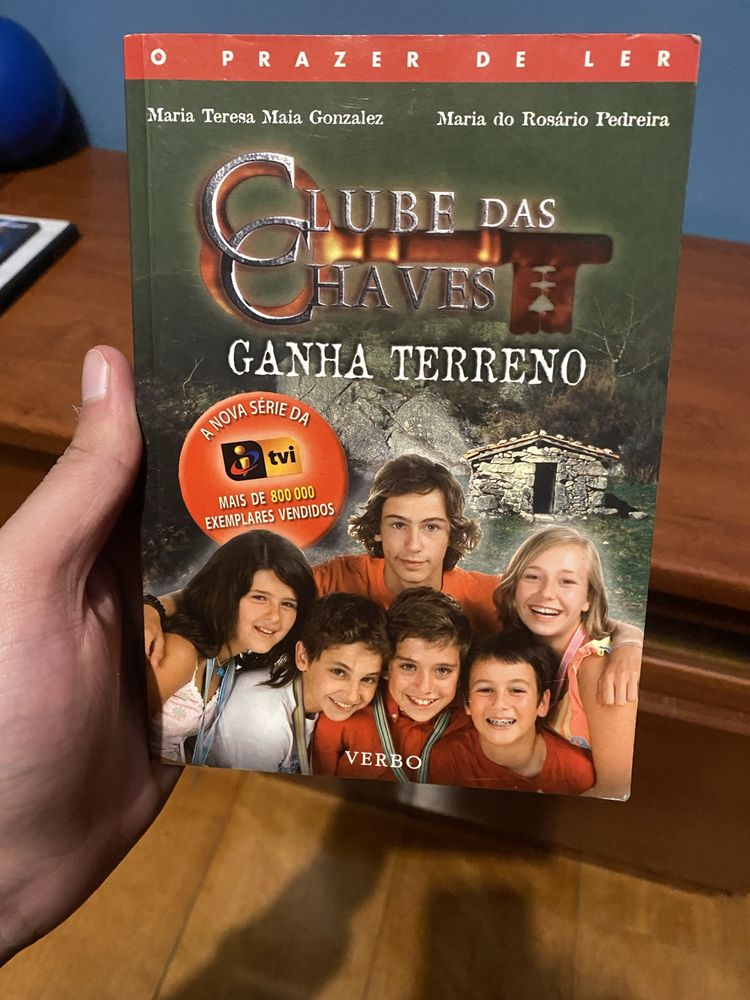 O PRAZER DE LER
Maria Teresa Maia Gonzalez Maria do Rosário Pedreira
CLUBE DAS
CHAVES
GANHA TERRENO
A NOVA SÉRIE DA
tvi
MAIS DE 800 000
EXEMPLARES VENDIDOS
VERBO